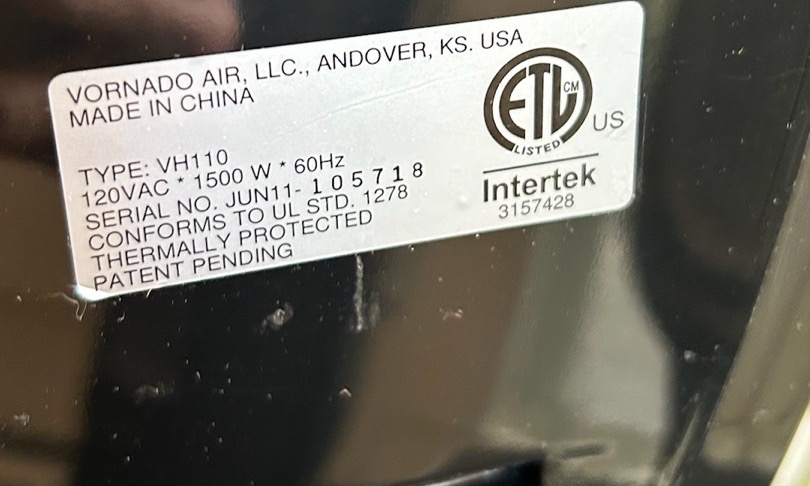 VORNADO AIR, LLC., ANDOVER, KS. USA
MADE IN CHINA
TYPE: VH110
120VAC * 1500 W * 60Hz
SERIAL NO. JUN11- 105718
CONFORMS TO UL STD. 1278
THERMALLY PROTECTED
PATENT PENDING
ETL CM
LISTED
US
Intertek
3157428